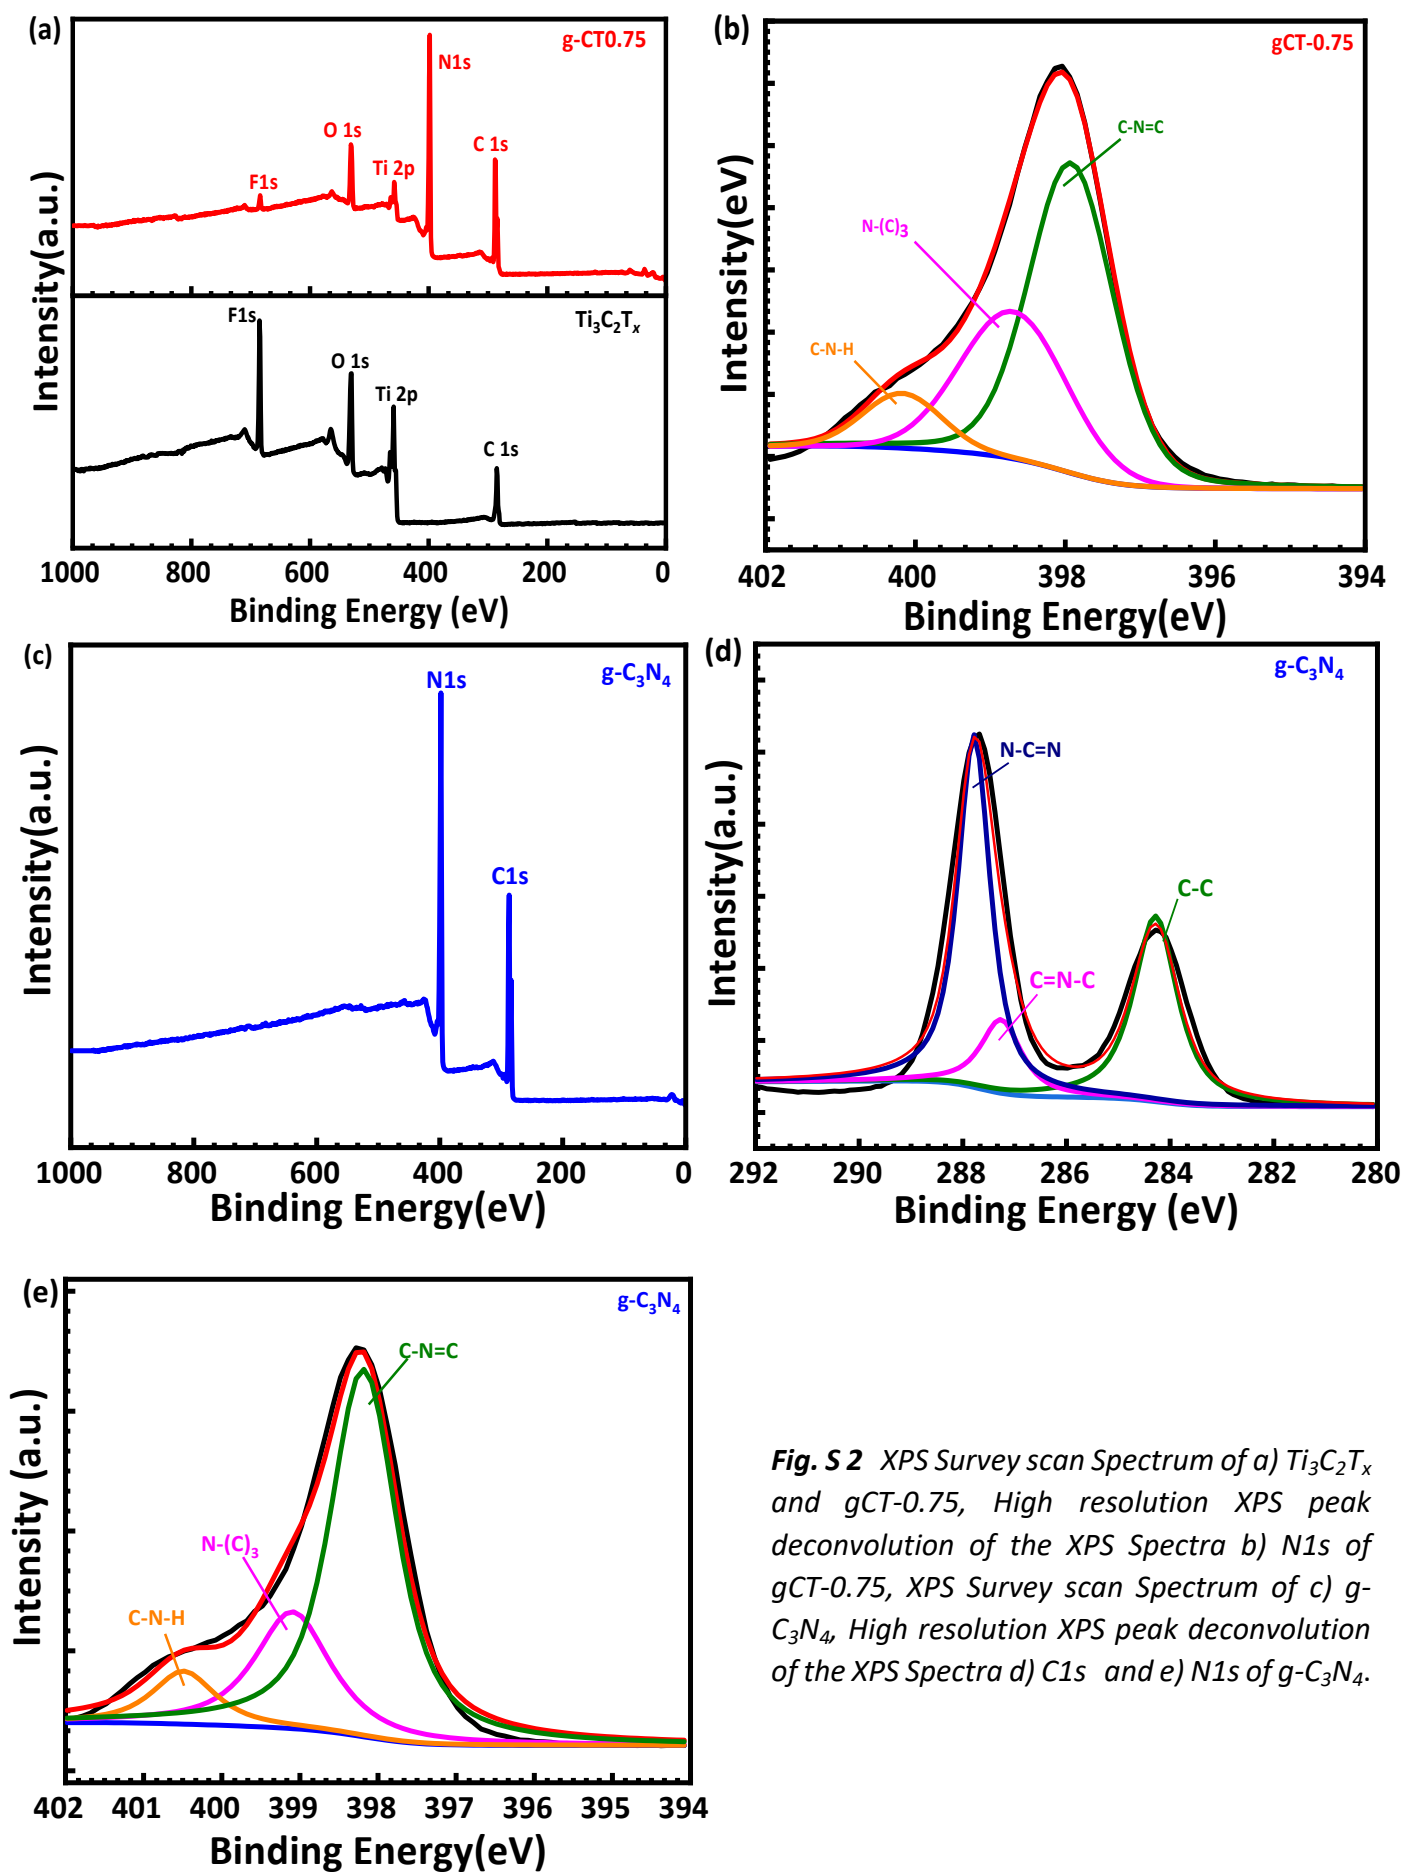 (a)
g-CT0.75
N1s
O 1s
C 1s
Ti 2p
F1s
F1s
Ti₃C₂Tₓ
O 1s
Ti 2p
C 1s
Intensity(a.u.)
1000 800 600 400 200 0
Binding Energy (eV)
(b)
gCT-0.75
C-N=C
N-(C)₃
C-N-H
Intensity(eV)
402 400 398 396 394
Binding Energy(eV)
(c)
g-C₃N₄
N1s
C1s
Intensity(a.u.)
1000 800 600 400 200 0
Binding Energy(eV)
(d)
g-C₃N₄
N-C=N
C-C
C=N-C
Intensity(a.u.)
292 290 288 286 284 282 280
Binding Energy (eV)
(e)
g-C₃N₄
C-N=C
N-(C)₃
C-N-H
Intensity (a.u.)
402 401 400 399 398 397 396 395 394
Binding Energy(eV)
Fig. S 2 XPS Survey scan Spectrum of a) Ti₃C₂Tₓ
and gCT-0.75, High resolution XPS peak
deconvolution of the XPS Spectra b) N1s of
gCT-0.75, XPS Survey scan Spectrum of c) g-
C₃N₄, High resolution XPS peak deconvolution
of the XPS Spectra d) C1s and e) N1s of g-C₃N₄.